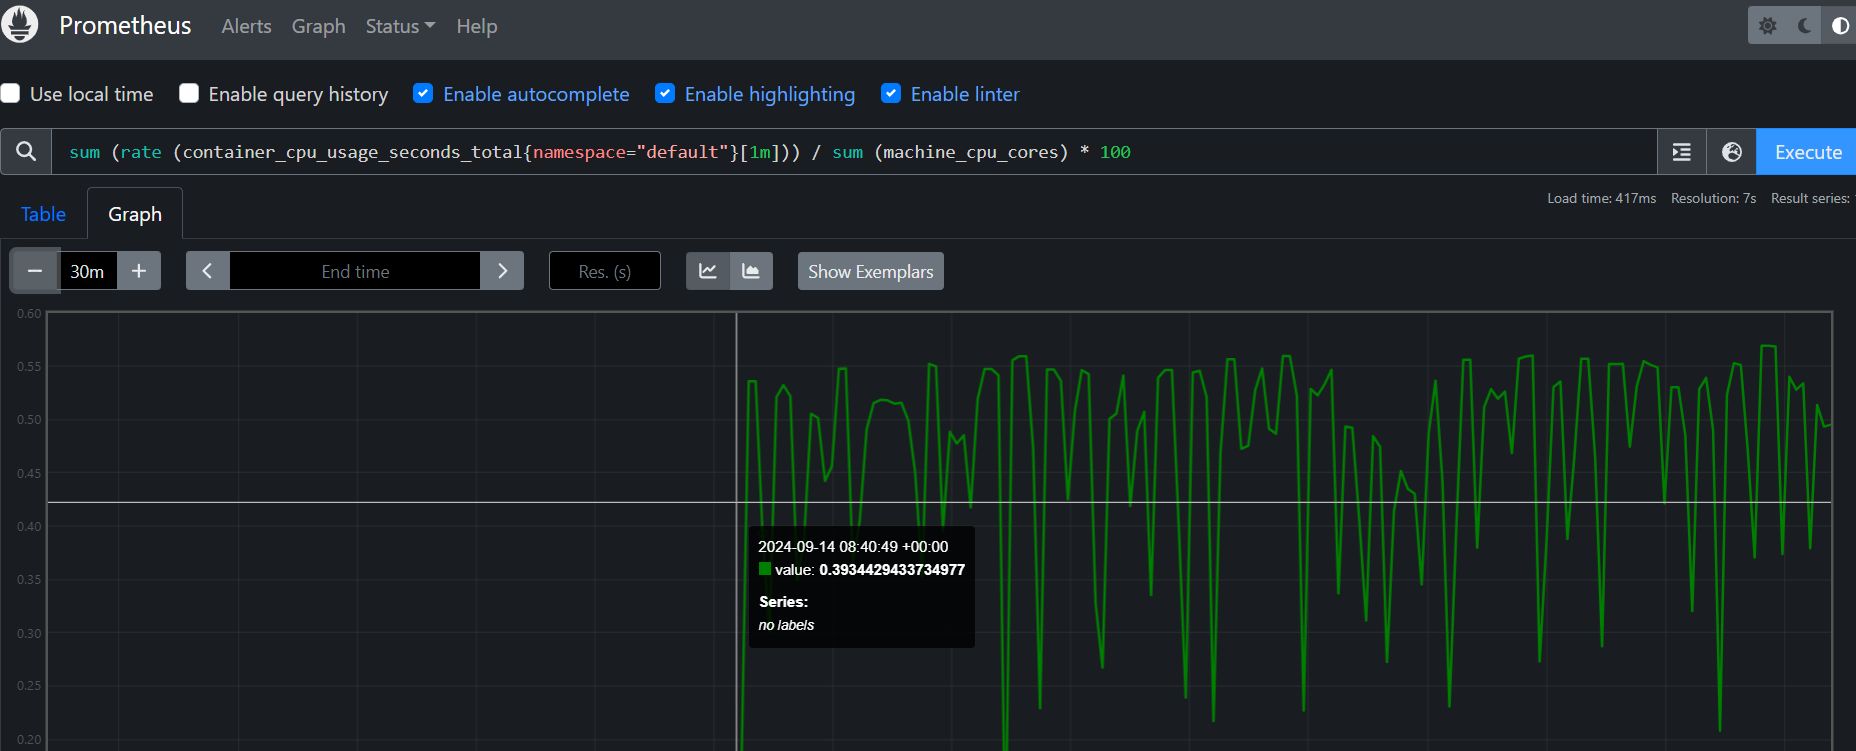 Prometheus Alerts Graph Status Help
Use local time Enable query history Enable autocomplete Enable highlighting Enable linter
sum (rate (container_cpu_usage_seconds_total{namespace="default"}[1m])) / sum (machine_cpu_cores) * 100 Execute
Load time: 417ms Resolution: 7s Result series:
Table Graph
− 30m + End time Res. (s) Show Exemplars
0.60
0.55
0.50
0.45
0.40
2024-09-14 08:40:49 +00:00
value: 0.3934429433734977
0.35
Series:
no labels
0.30
0.25
0.20